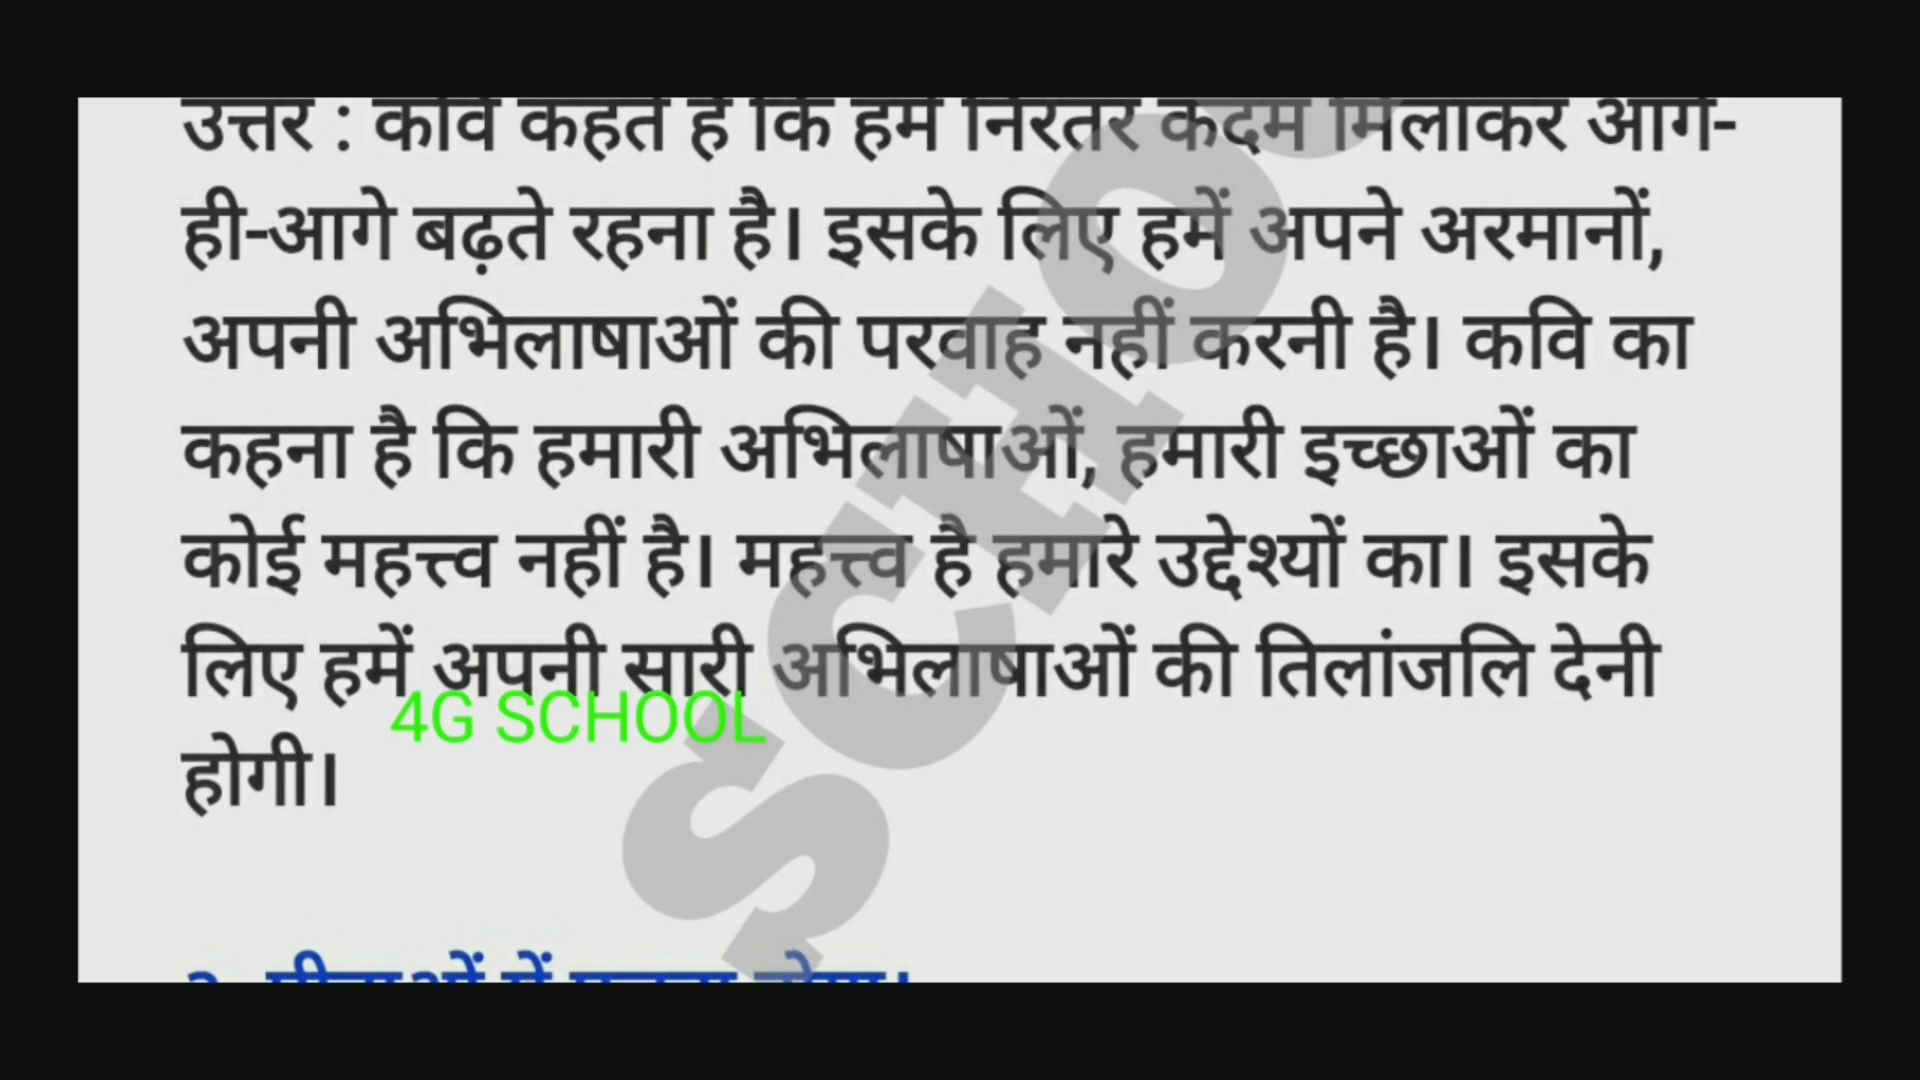 उत्तर : कवि कहते हैं कि हमें निरंतर कदम मिलाकर आगे-
ही-आगे बढ़ते रहना है। इसके लिए हमें अपने अरमानों,
अपनी अभिलाषाओं की परवाह नहीं करनी है। कवि का
कहना है कि हमारी अभिलाषाओं, हमारी इच्छाओं का
कोई महत्त्व नहीं है। महत्त्व है हमारे उद्देश्यों का। इसके
लिए हमें अपनी सारी अभिलाषाओं की तिलांजलि देनी
4G SCHOOL
होगी।